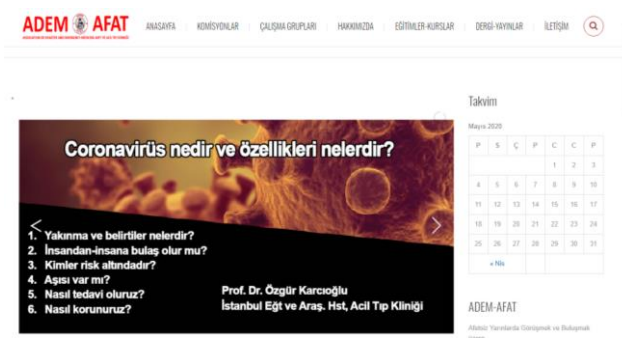 ADEM AFAT
ANASAYFA KOMİSYONLAR ÇALIŞMA GRUPLARI HAKKIMIZDA EĞİTİMLER-KURSLAR DERGİ-YAYINLAR İLETİŞİM
Coronavirüs nedir ve özellikleri nelerdir?
1. Yakınma ve belirtiler nelerdir?
2. İnsandan-insana bulaş olur mu?
3. Kimler risk altındadır?
4. Aşısı var mı?
5. Nasıl tedavi oluruz?
6. Nasıl korunuruz?
Prof. Dr. Özgür Karcıoğlu
İstanbul Eğt ve Araş. Hst, Acil Tıp Kliniği
Takvim
Mayıs 2020
P S Ç P C C P
1 2 3
4 5 6 7 8 9 10
11 12 13 14 15 16 17
18 19 20 21 22 23 24
25 26 27 28 29 30 31
« Nis
ADEM-AFAT
Afetsiz Yarınlarda Görüşmek ve Buluşmak